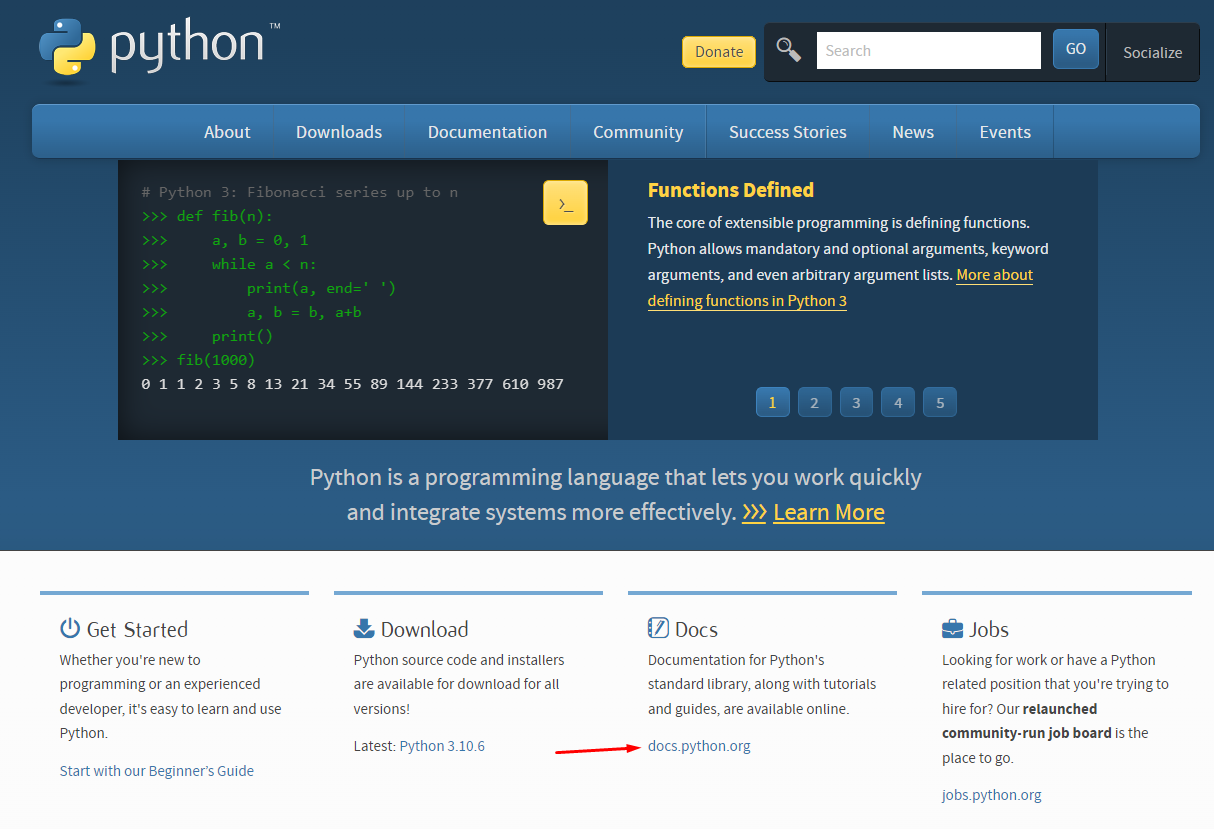 python™
Donate
Search
GO
Socialize
About
Downloads
Documentation
Community
Success Stories
News
Events
# Python 3: Fibonacci series up to n
>>> def fib(n):
>>>     a, b = 0, 1
>>>     while a < n:
>>>         print(a, end=' ')
>>>         a, b = b, a+b
>>>     print()
>>> fib(1000)
0 1 1 2 3 5 8 13 21 34 55 89 144 233 377 610 987
>_
Functions Defined
The core of extensible programming is defining functions.
Python allows mandatory and optional arguments, keyword
arguments, and even arbitrary argument lists. More about
defining functions in Python 3
1 2 3 4 5
Python is a programming language that lets you work quickly
and integrate systems more effectively. >>> Learn More
Get Started
Whether you're new to
programming or an experienced
developer, it's easy to learn and use
Python.
Start with our Beginner’s Guide
Download
Python source code and installers
are available for download for all
versions!
Latest: Python 3.10.6
Docs
Documentation for Python's
standard library, along with tutorials
and guides, are available online.
docs.python.org
Jobs
Looking for work or have a Python
related position that you're trying to
hire for? Our relaunched
community-run job board is the
place to go.
jobs.python.org